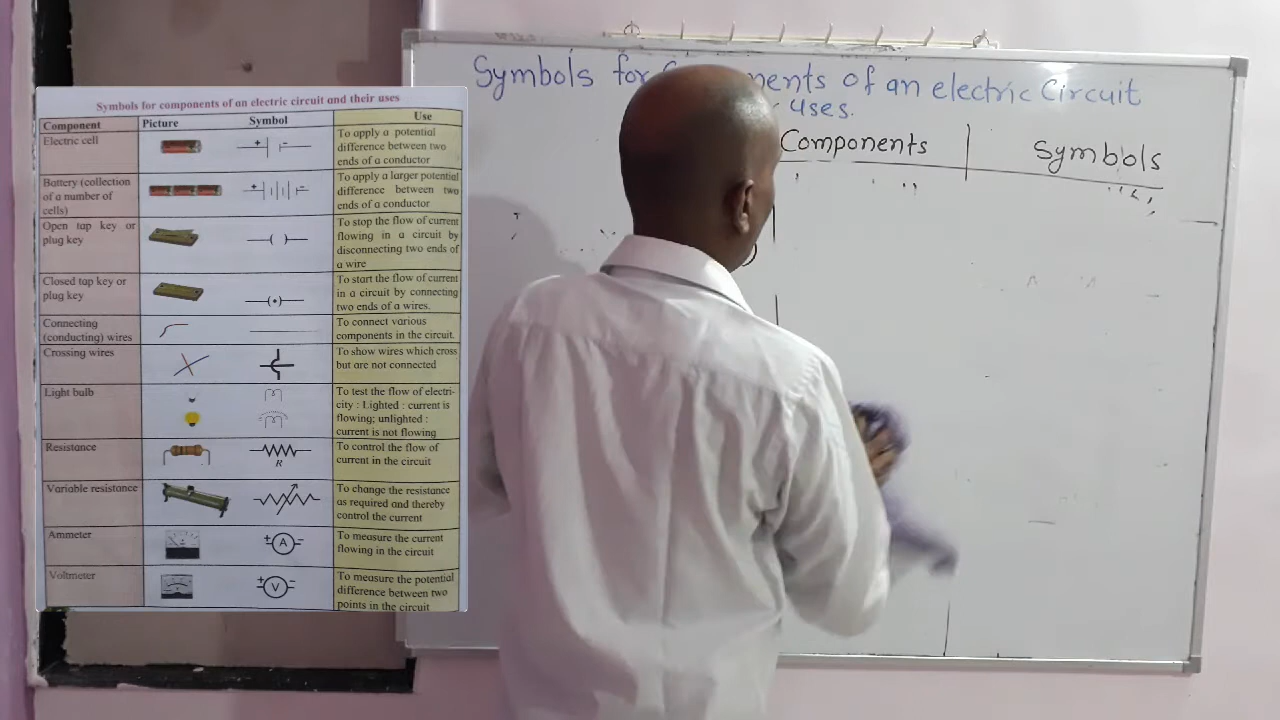 Symbols for components of an electric circuit and their uses
Component Picture Symbol Use
Electric cell
+ −
To apply a potential
difference between two
ends of a conductor
Battery (collection
of a number of
cells)
+ −
To apply a larger potential
difference between two
ends of a conductor
Open tap key or
plug key
To stop the flow of current
flowing in a circuit by
disconnecting two ends of
a wire
Closed tap key or
plug key
To start the flow of current
in a circuit by connecting
two ends of a wires.
Connecting
(conducting) wires
To connect various
components in the circuit.
Crossing wires
To show wires which cross
but are not connected
Light bulb
To test the flow of electri-
city : Lighted : current is
flowing; unlighted :
current is not flowing
Resistance
R
To control the flow of
current in the circuit
Variable resistance
To change the resistance
as required and thereby
control the current
Ammeter
+ A −
To measure the current
flowing in the circuit
Voltmeter
+ V −
To measure the potential
difference between two
points in the circuit
Symbols for nents of an electric Circuit
Uses.
Components Symbols